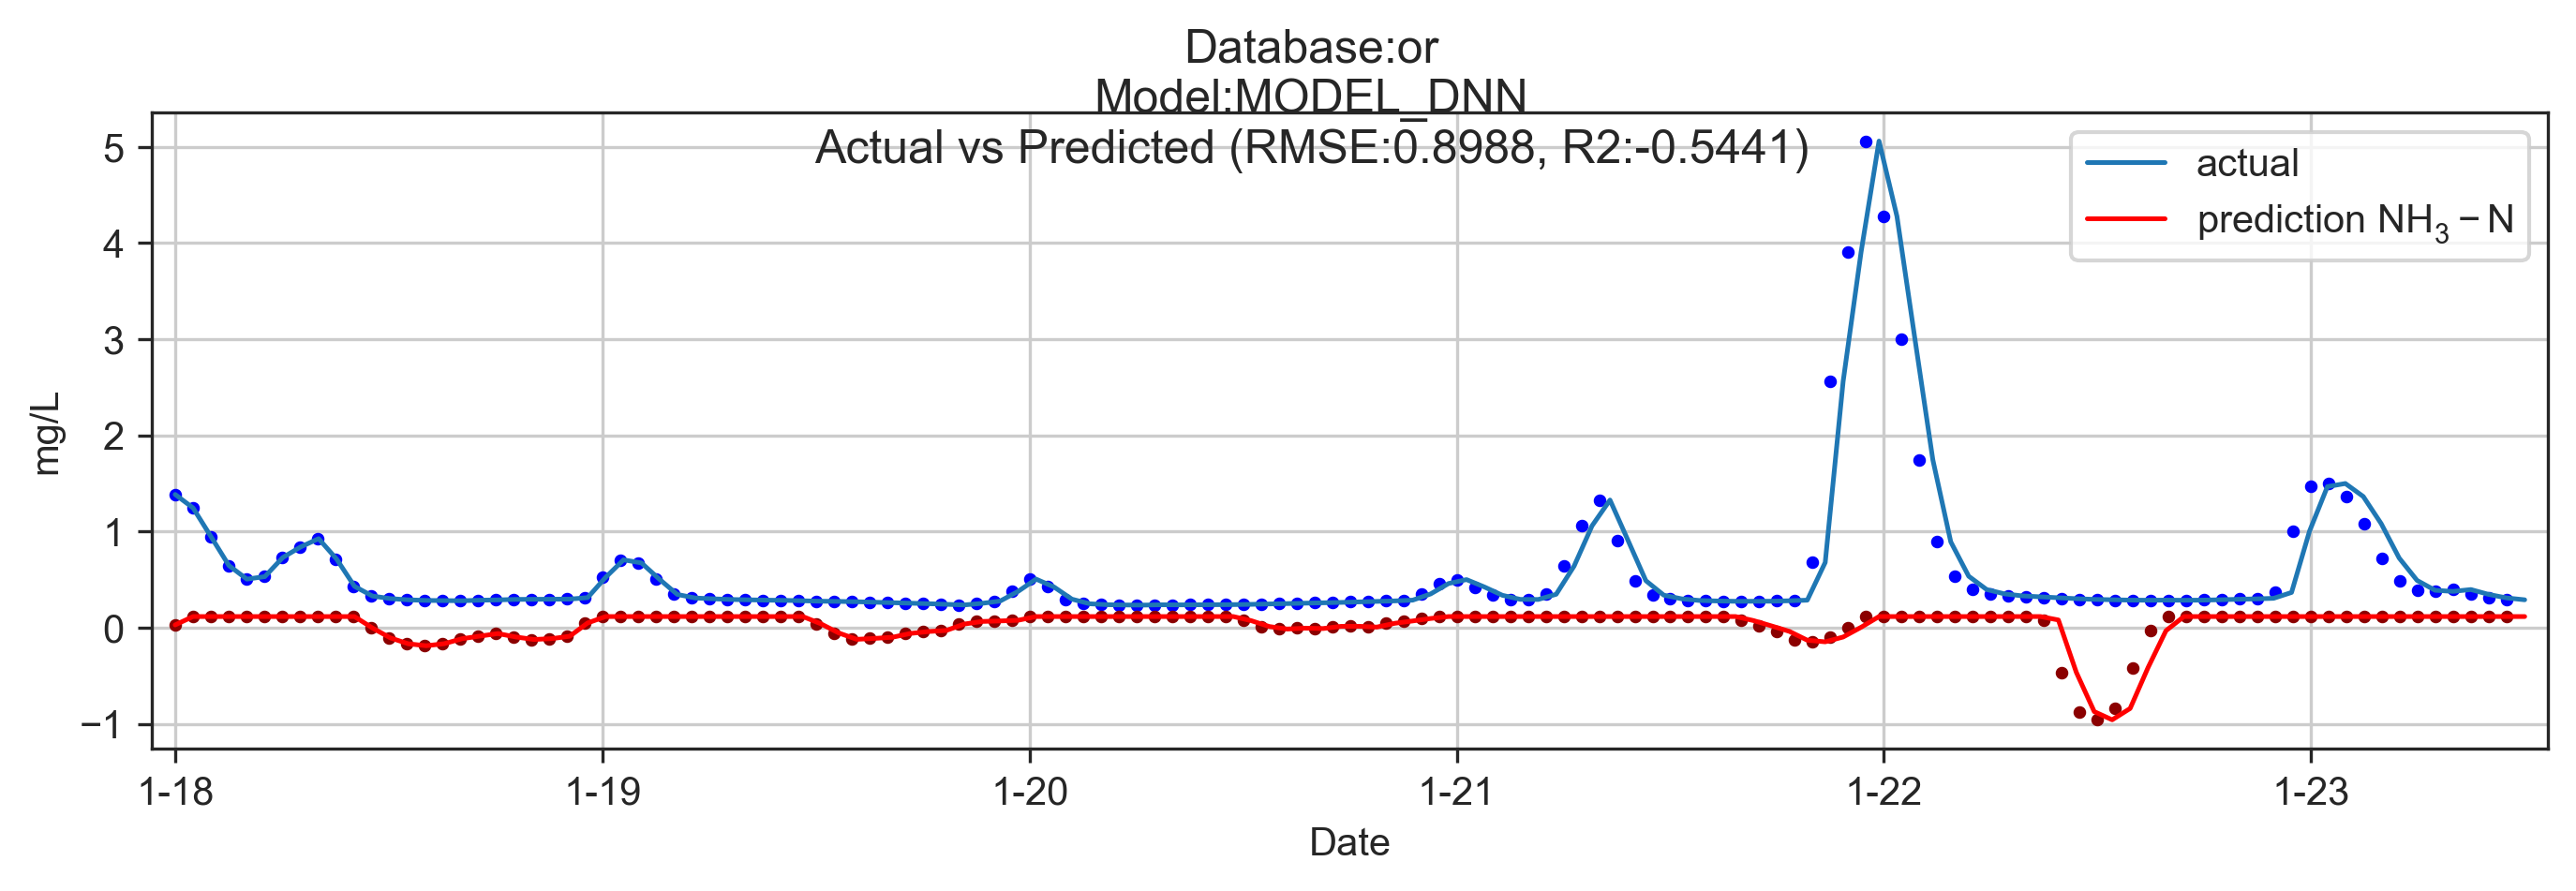 Database:or
Model:MODEL_DNN
Actual vs Predicted (RMSE:0.8988, R2:-0.5441)
actual
prediction NH₃ − N
mg/L
5
4
3
2
1
0
−1
1-18
1-19
1-20
1-21
1-22
1-23
Date